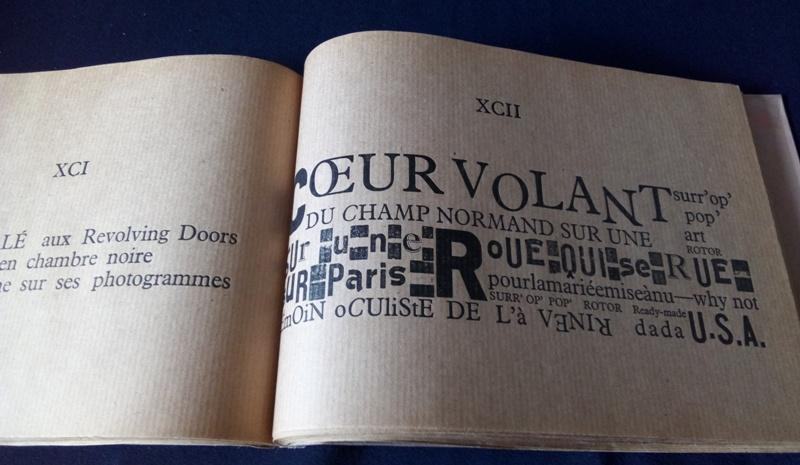 XCI
LÉ aux Revolving Doors
en chambre noire
sur ses photogrammes
XCII
CŒUR VOLANT surr'op'
pop'
DU CHAMP NORMAND SUR UNE art
ROTOR
ROUE QUI se RUE
Paris pourlamariéemiseànu—why not
SURR' OP' POP' ROTOR Ready-made
oCUliStE DE L'à VƎNIЯ dada U.S.A.